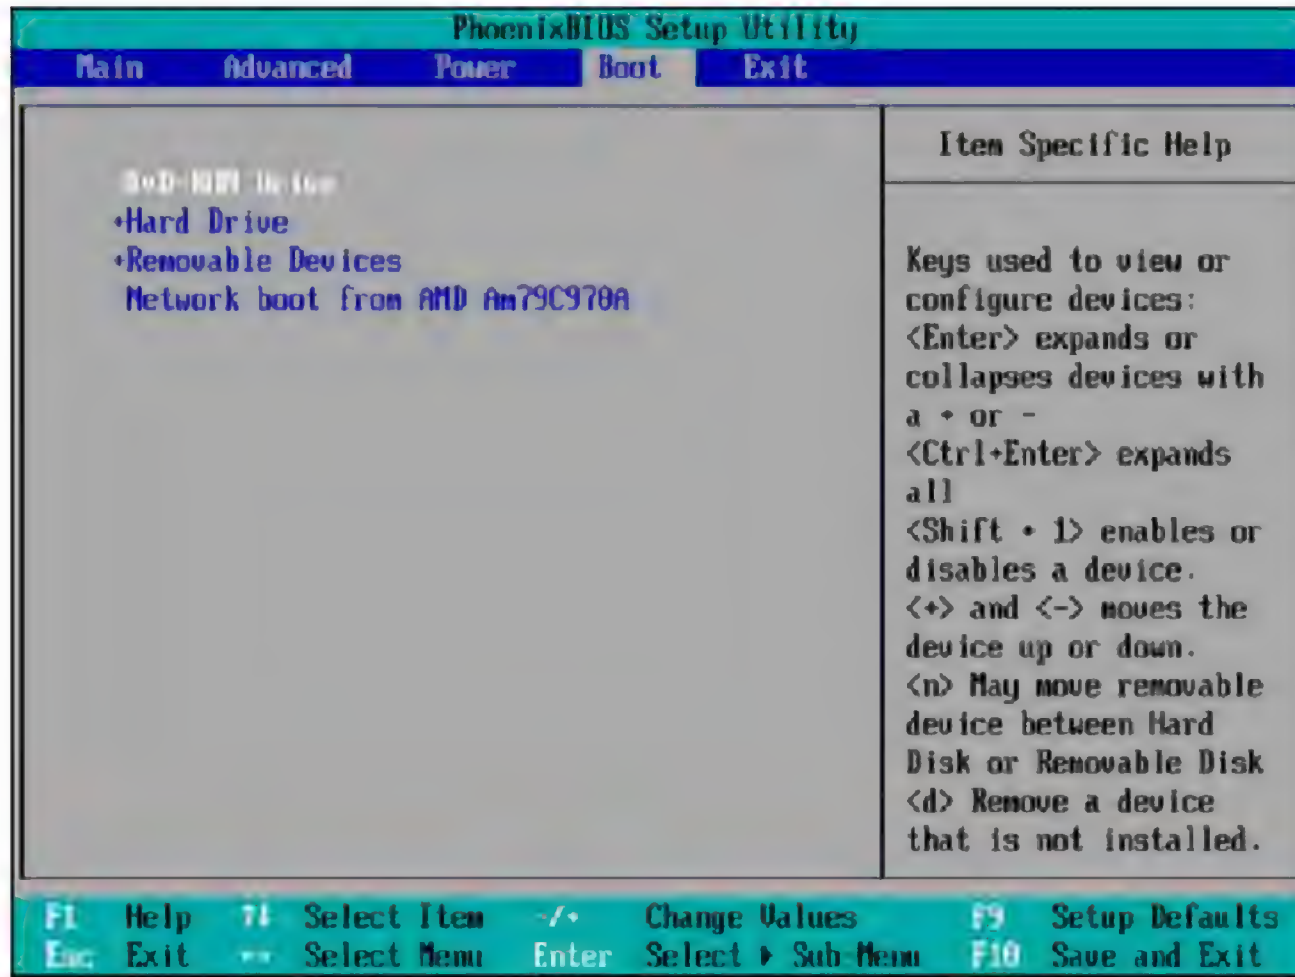 PhoenixBIOS Setup Utility
Main Advanced Power Boot Exit
Drive
+Hard Drive
+Removable Devices
Network boot from AMD Am79C970A
Item Specific Help
Keys used to view or
configure devices:
<Enter> expands or
collapses devices with
a + or -
<Ctrl+Enter> expands
all
<Shift + 1> enables or
disables a device.
<+> and <-> moves the
device up or down.
<n> May move removable
device between Hard
Disk or Removable Disk
<d> Remove a device
that is not installed.
F1 Help ↑↓ Select Item -/+ Change Values F9 Setup Defaults
Esc Exit ↔ Select Menu Enter Select ▶ Sub-Menu F10 Save and Exit